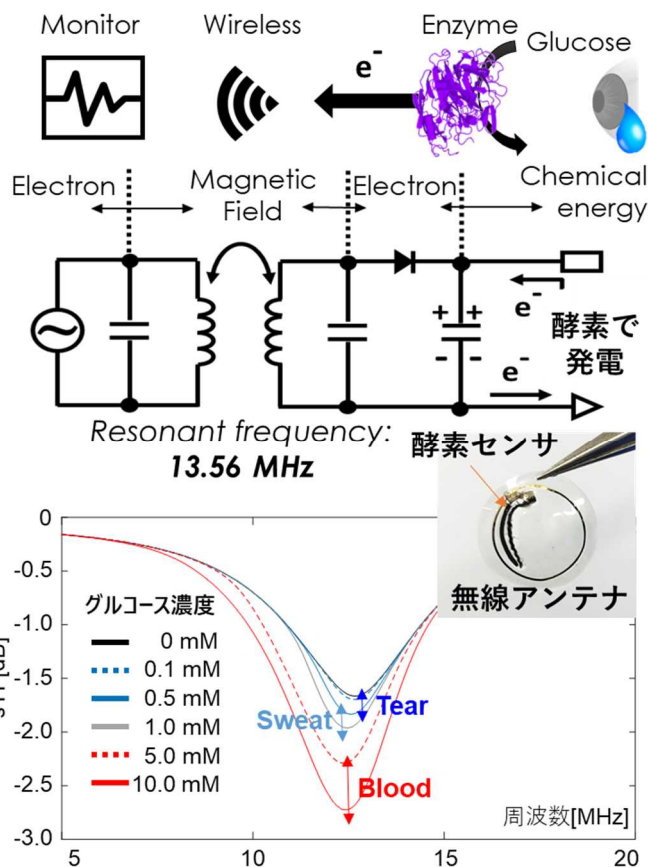 Monitor
Wireless
Enzyme
Glucose
e-
Electron
Magnetic
Field
Electron
Chemical
energy
+ +
- -
e-
e-
酵素で
発電
Resonant frequency:
13.56 MHz
酵素センサ
無線アンテナ
グルコース濃度
0 mM
0.1 mM
0.5 mM
1.0 mM
5.0 mM
10.0 mM
Sweat
Tear
Blood
0
-0.5
-1.0
-1.5
-2.0
-2.5
-3.0
[dB]
5
10
15
20
周波数[MHz]